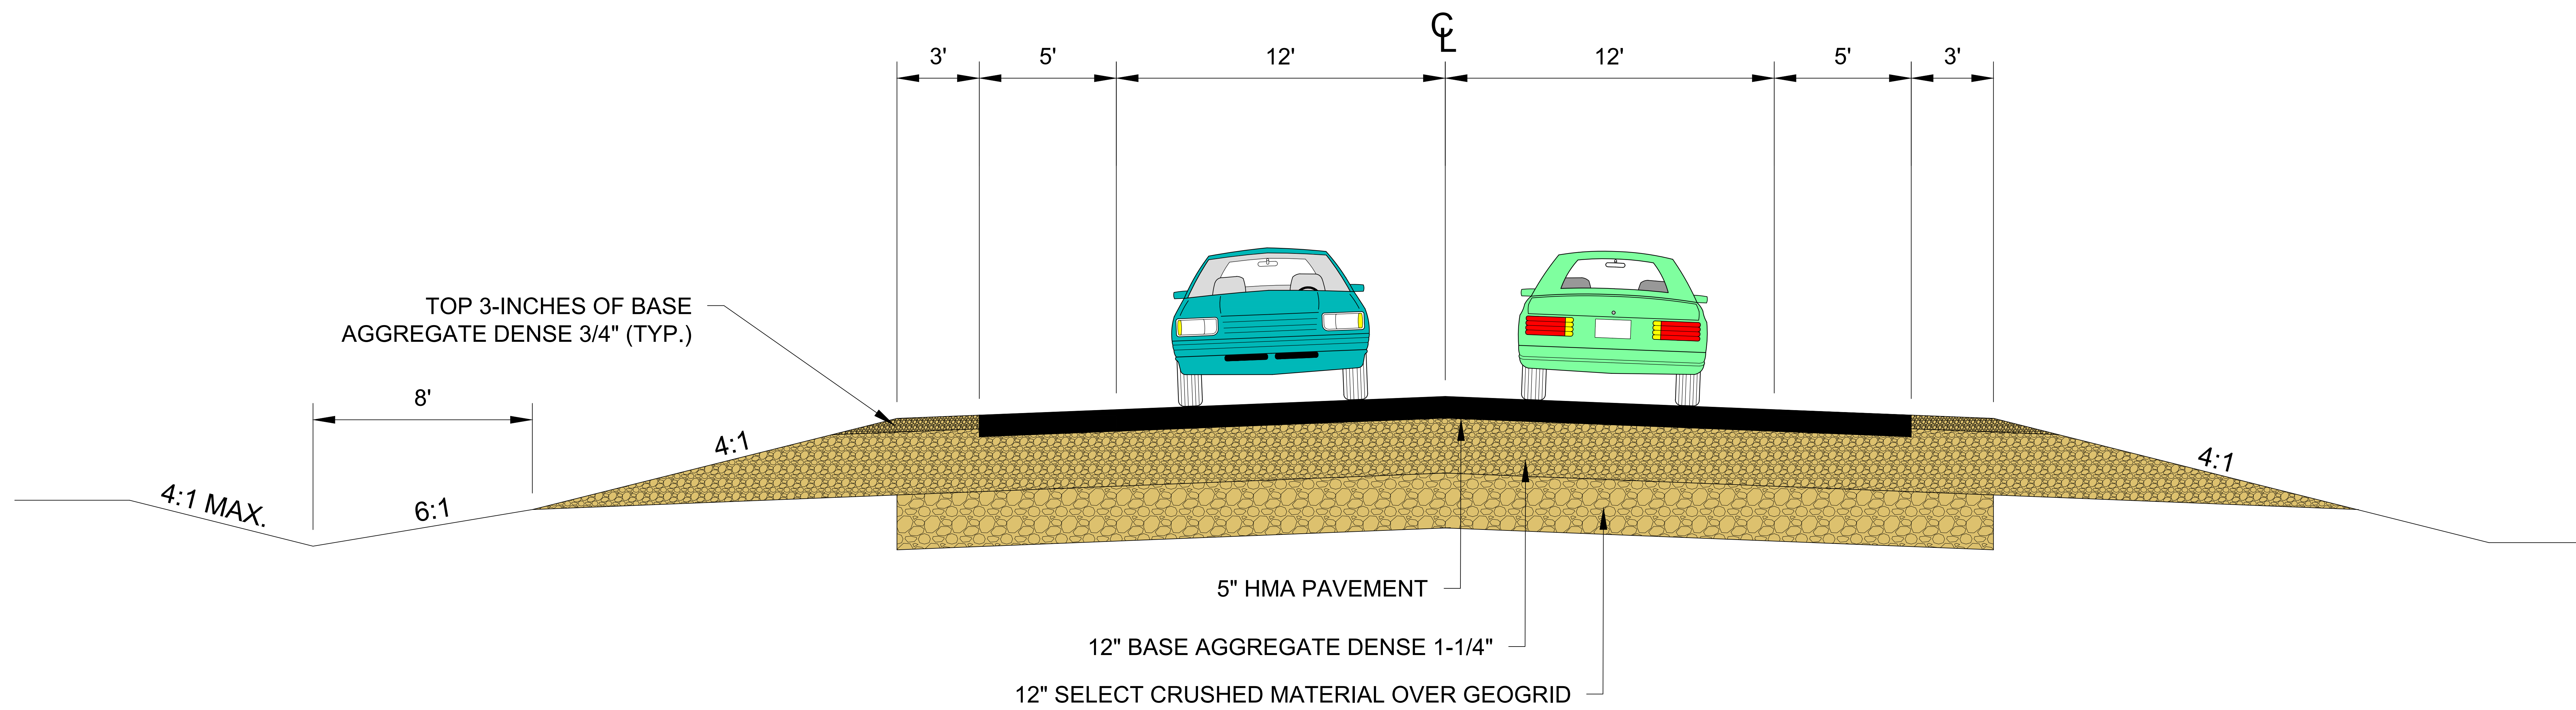 ℄
3' 5' 12' 12' 5' 3'
TOP 3-INCHES OF BASE
AGGREGATE DENSE 3/4" (TYP.)
8'
4:1 MAX.
6:1
4:1
4:1
5" HMA PAVEMENT
12" BASE AGGREGATE DENSE 1-1/4"
12" SELECT CRUSHED MATERIAL OVER GEOGRID